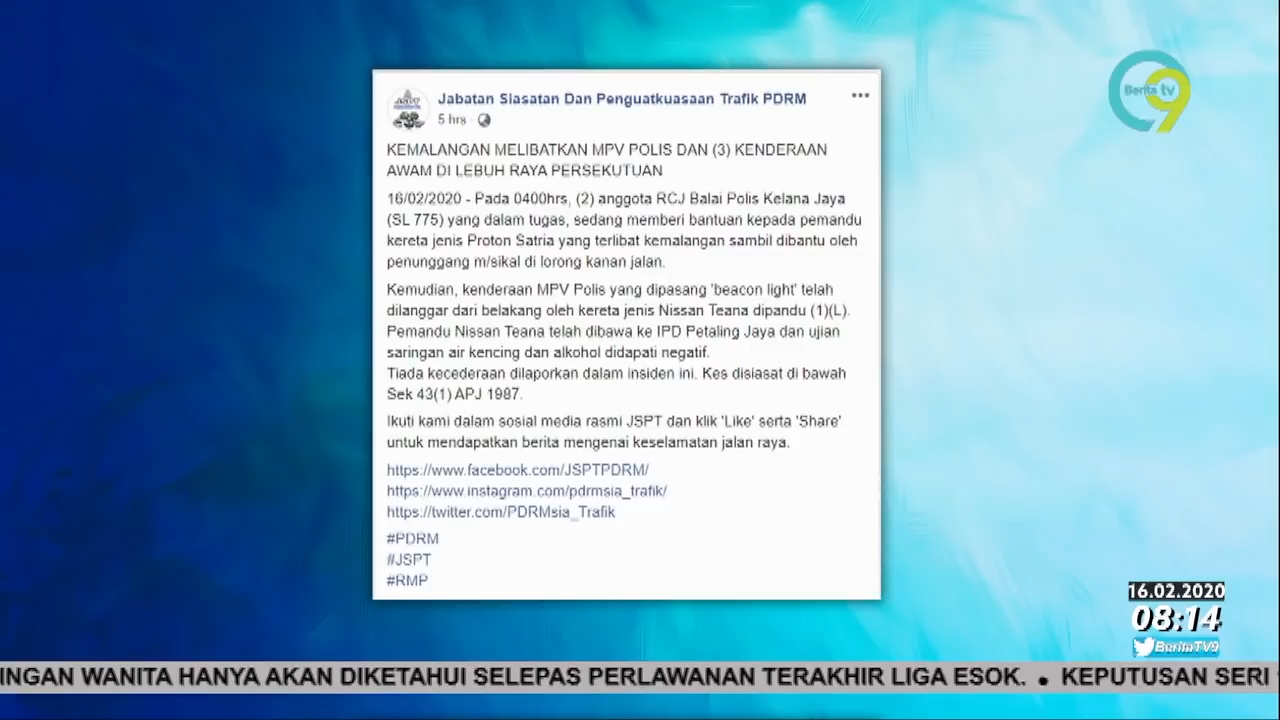 Jabatan Siasatan Dan Penguatkuasaan Trafik PDRM
5 hrs
KEMALANGAN MELIBATKAN MPV POLIS DAN (3) KENDERAAN
AWAM DI LEBUH RAYA PERSEKUTUAN
16/02/2020 - Pada 0400hrs, (2) anggota RCJ Balai Polis Kelana Jaya
(SL 775) yang dalam tugas, sedang memberi bantuan kepada pemandu
kereta jenis Proton Satria yang terlibat kemalangan sambil dibantu oleh
penunggang m/sikal di lorong kanan jalan.
Kemudian, kenderaan MPV Polis yang dipasang 'beacon light' telah
dilanggar dari belakang oleh kereta jenis Nissan Teana dipandu (1)(L).
Pemandu Nissan Teana telah dibawa ke IPD Petaling Jaya dan ujian
saringan air kencing dan alkohol didapati negatif.
Tiada kecederaan dilaporkan dalam insiden ini. Kes disiasat di bawah
Sek 43(1) APJ 1987.
Ikuti kami dalam sosial media rasmi JSPT dan klik 'Like' serta 'Share'
untuk mendapatkan berita mengenai keselamatan jalan raya.
https://www.facebook.com/JSPTPDRM/
https://www.instagram.com/pdrmsia_trafik/
https://twitter.com/PDRMsia_Trafik
#PDRM
#JSPT
#RMP
Berita tv 9
16.02.2020
08:14
BeritaTV9
INGAN WANITA HANYA AKAN DIKETAHUI SELEPAS PERLAWANAN TERAKHIR LIGA ESOK. • KEPUTUSAN SERI